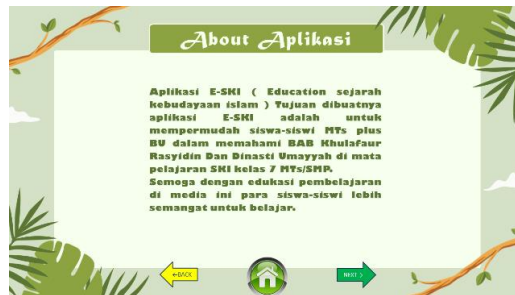 About Aplikasi
Aplikasi E-SKI ( Education sejarah
kebudayaan islam ) Tujuan dibuatnya
aplikasi E-SKI adalah untuk
mempermudah siswa-siswi MTs plus
BU dalam memahami BAB Khulafaur
Rasyidin Dan Dinasti Umayyah di mata
pelajaran SKI kelas 7 MTs/SMP.
Semoga dengan edukasi pembelajaran
di media ini para siswa-siswi lebih
semangat untuk belajar.
<-BACK
NEXT >